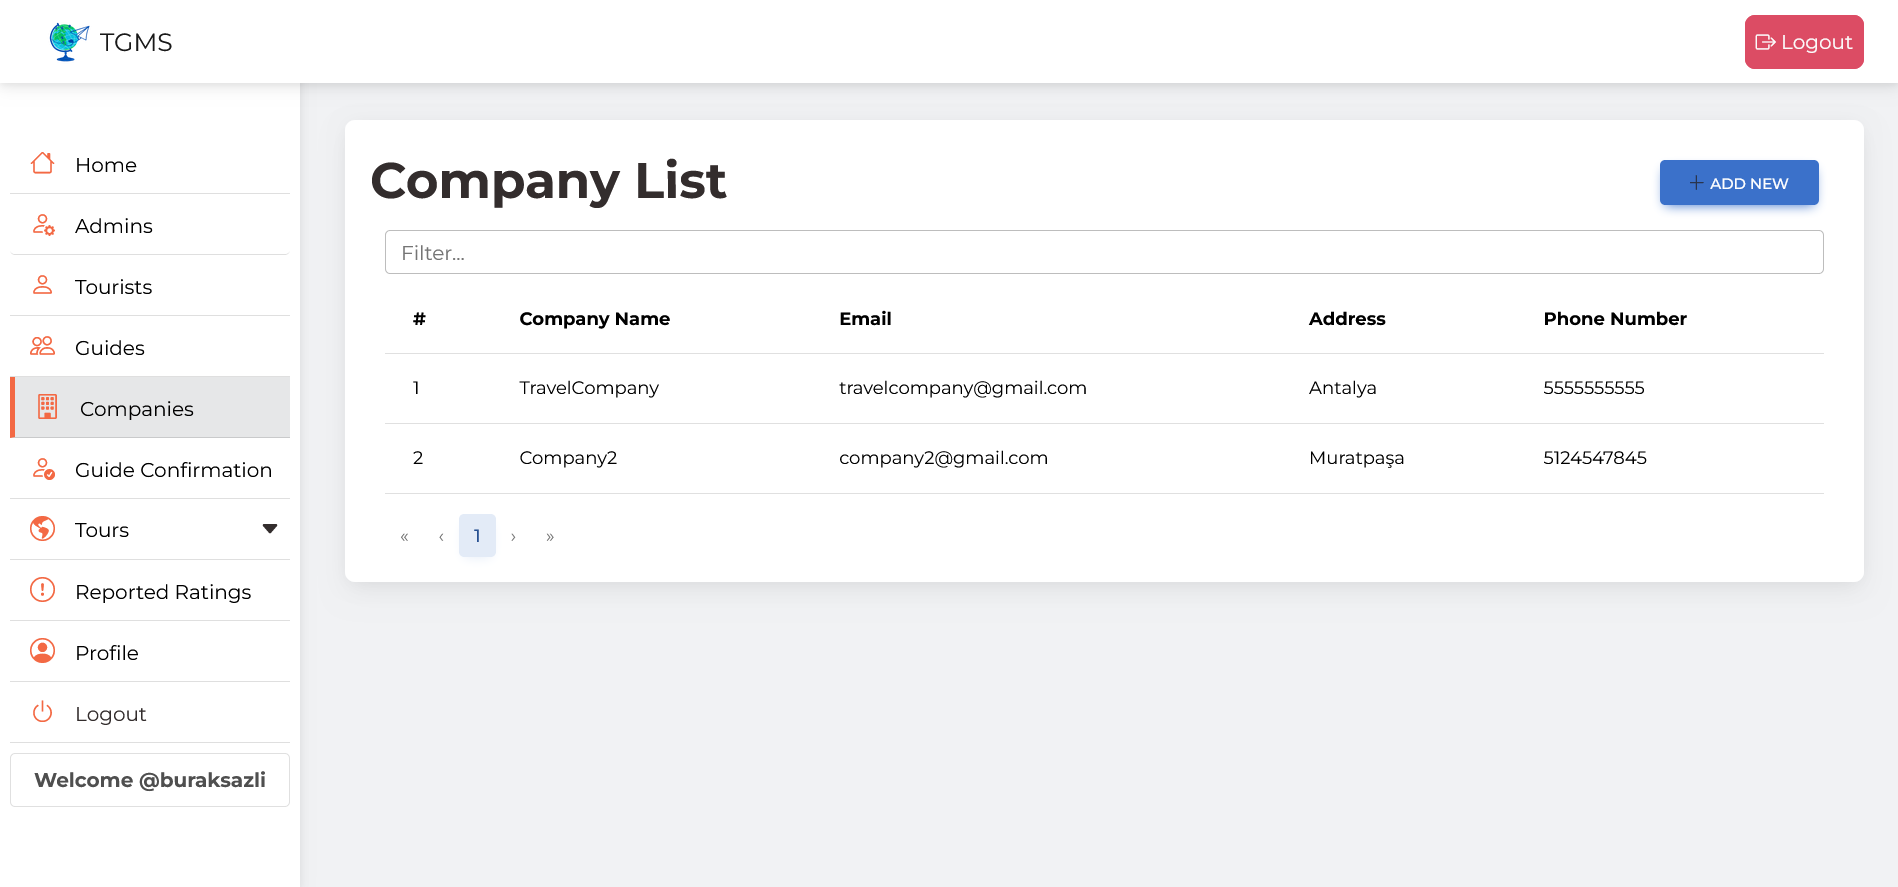 TGMS
Logout
Home
Admins
Tourists
Guides
Companies
Guide Confirmation
Tours
Reported Ratings
Profile
Logout
Welcome @buraksazli
Company List
ADD NEW
Filter...
# Company Name Email Address Phone Number
1 TravelCompany travelcompany@gmail.com Antalya 5555555555
2 Company2 company2@gmail.com Muratpaşa 5124547845
« ‹ 1 › »